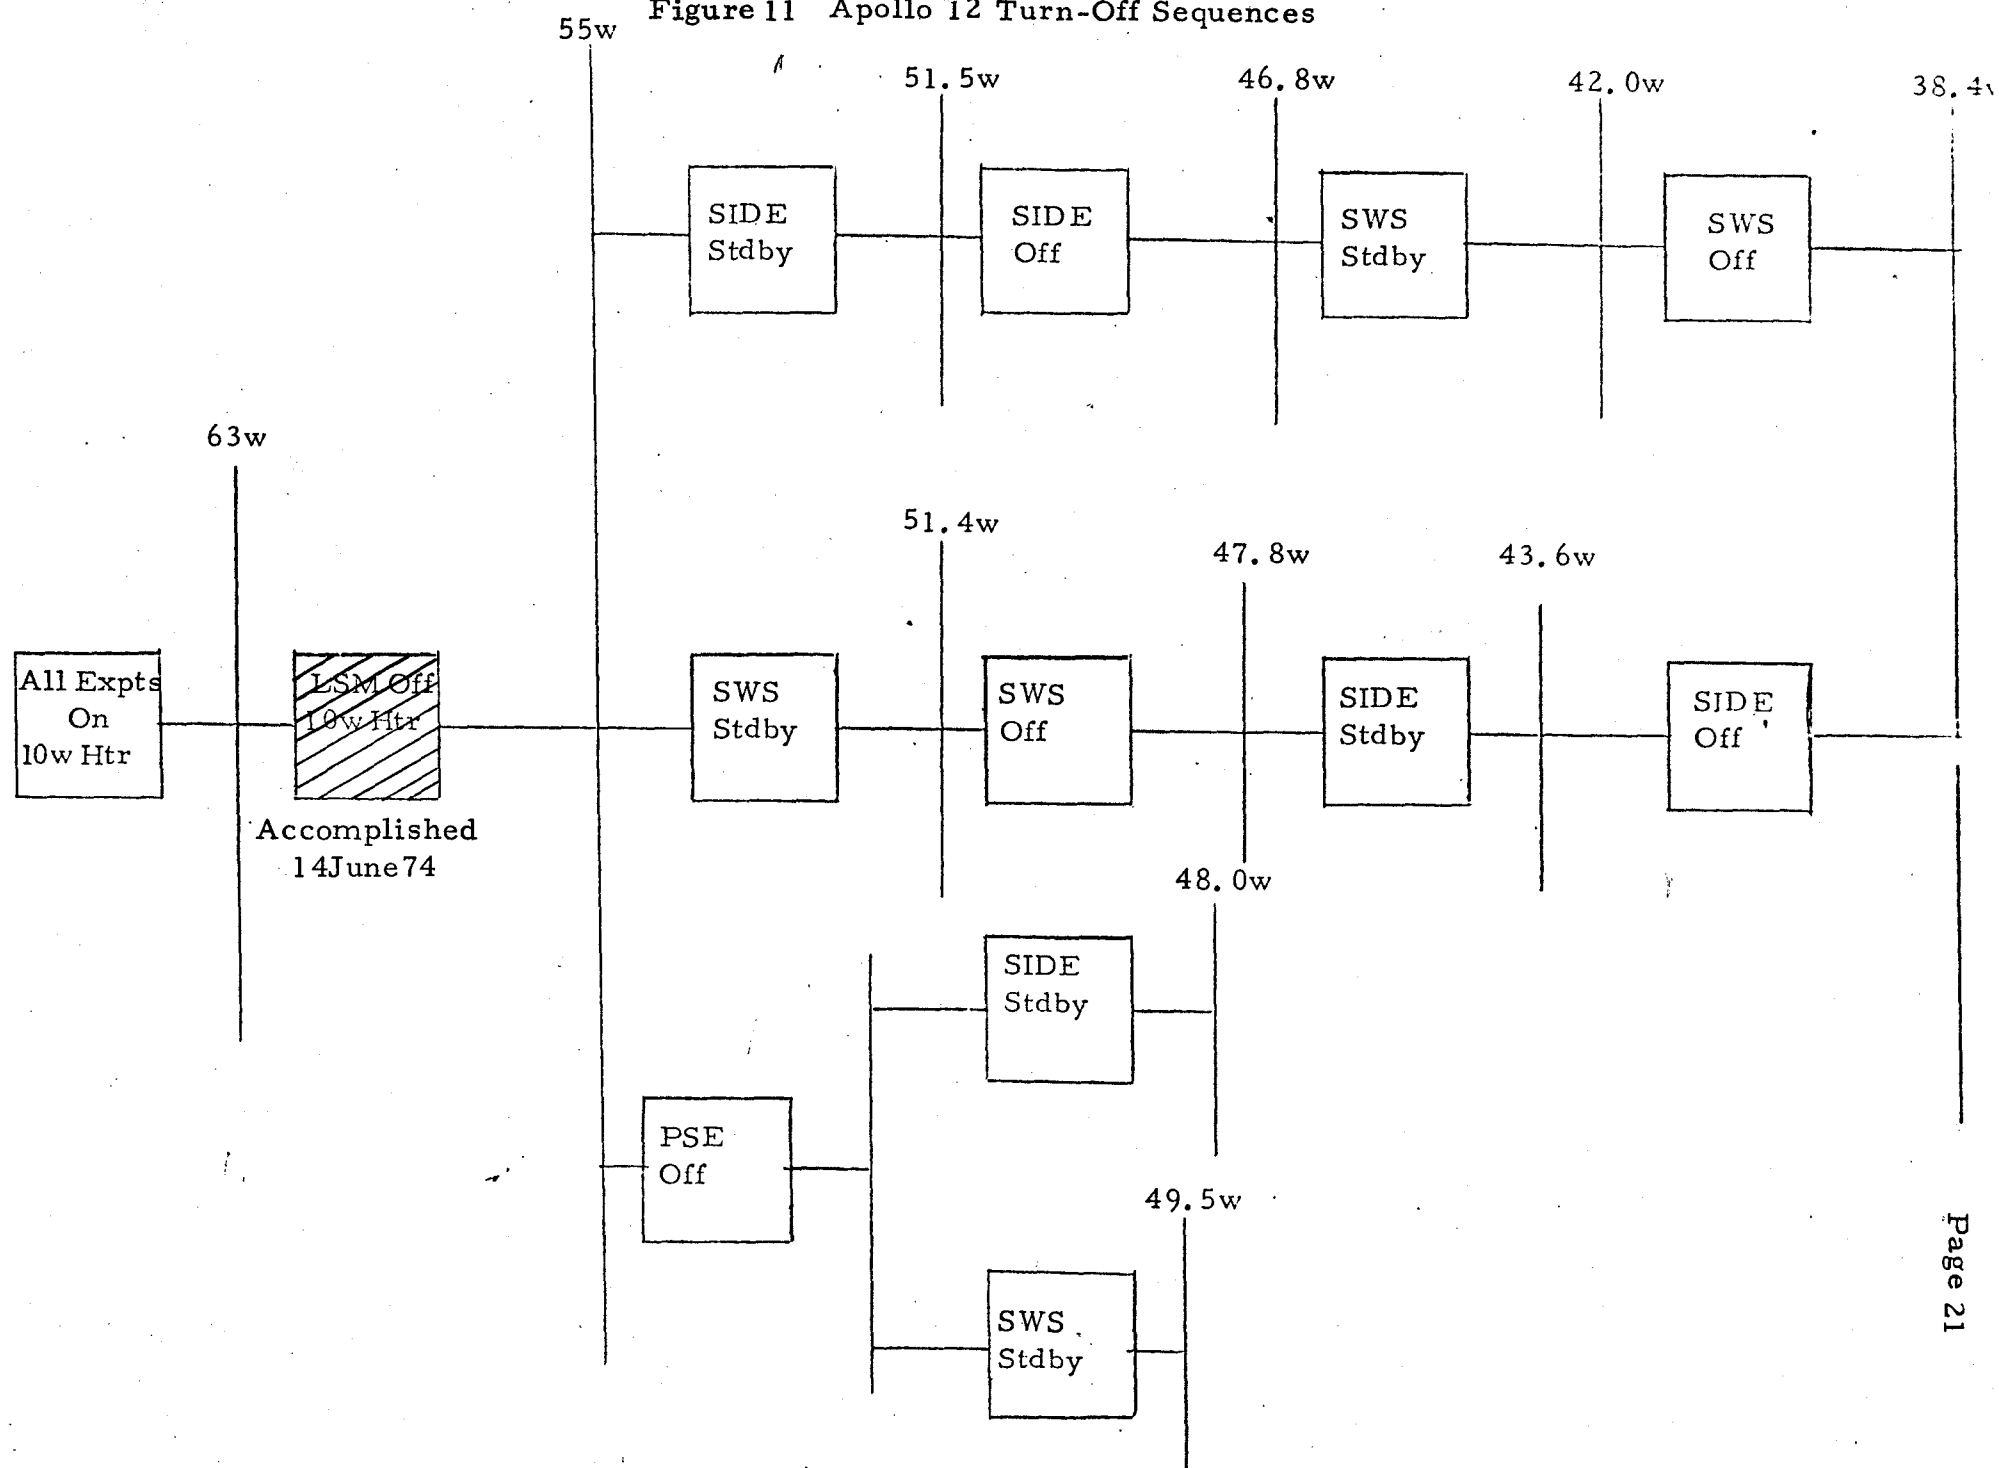 Figure 11 Apollo 12 Turn-Off Sequences
55w
51.5w
46.8w
42.0w
38.4w
SIDE
Stdby
SIDE
Off
SWS
Stdby
SWS
Off
63w
51.4w
47.8w
43.6w
All Expts
On
10w Htr
LSM Off
10w Htr
Accomplished
14June74
SWS
Stdby
SWS
Off
SIDE
Stdby
SIDE
Off
48.0w
SIDE
Stdby
PSE
Off
49.5w
SWS
Stdby
Page 21